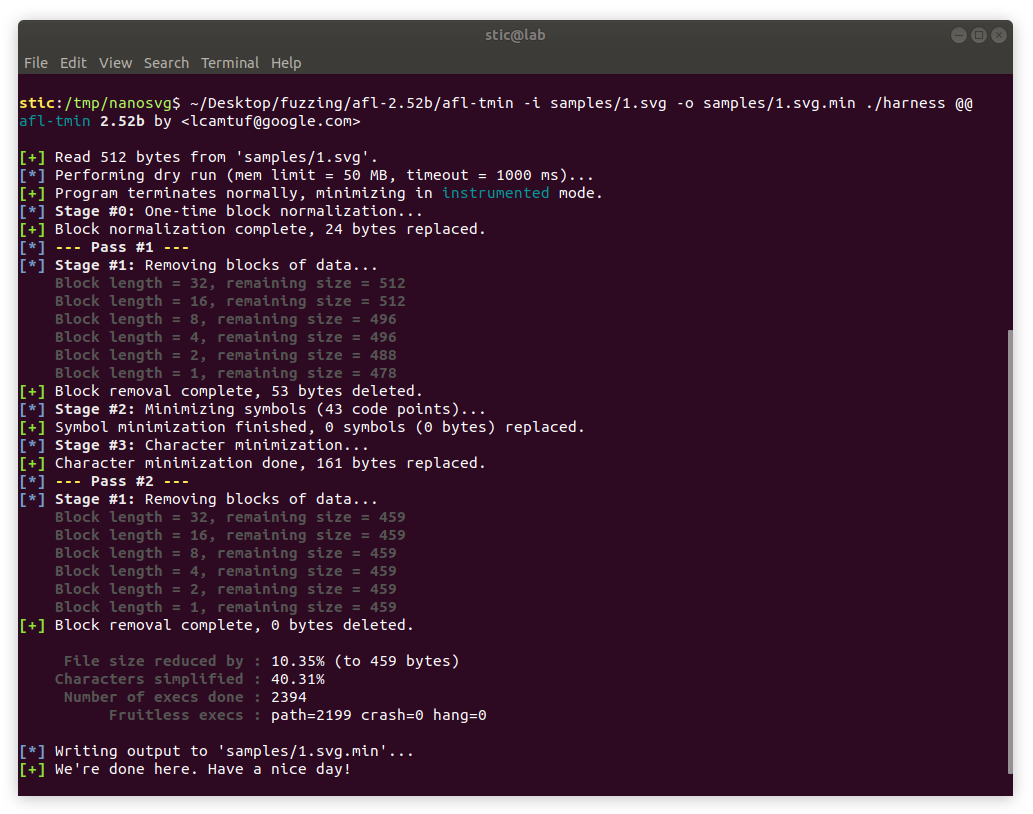 stic@lab
File Edit View Search Terminal Help
stic:/tmp/nanosvg$ ~/Desktop/fuzzing/afl-2.52b/afl-tmin -i samples/1.svg -o samples/1.svg.min ./harness @@
afl-tmin 2.52b by <lcamtuf@google.com>
[+] Read 512 bytes from 'samples/1.svg'.
[*] Performing dry run (mem limit = 50 MB, timeout = 1000 ms)...
[+] Program terminates normally, minimizing in instrumented mode.
[*] Stage #0: One-time block normalization...
[+] Block normalization complete, 24 bytes replaced.
[*] --- Pass #1 ---
[*] Stage #1: Removing blocks of data...
Block length = 32, remaining size = 512
Block length = 16, remaining size = 512
Block length = 8, remaining size = 496
Block length = 4, remaining size = 496
Block length = 2, remaining size = 488
Block length = 1, remaining size = 478
[+] Block removal complete, 53 bytes deleted.
[*] Stage #2: Minimizing symbols (43 code points)...
[+] Symbol minimization finished, 0 symbols (0 bytes) replaced.
[*] Stage #3: Character minimization...
[+] Character minimization done, 161 bytes replaced.
[*] --- Pass #2 ---
[*] Stage #1: Removing blocks of data...
Block length = 32, remaining size = 459
Block length = 16, remaining size = 459
Block length = 8, remaining size = 459
Block length = 4, remaining size = 459
Block length = 2, remaining size = 459
Block length = 1, remaining size = 459
[+] Block removal complete, 0 bytes deleted.
File size reduced by : 10.35% (to 459 bytes)
Characters simplified : 40.31%
Number of execs done : 2394
Fruitless execs : path=2199 crash=0 hang=0
[*] Writing output to 'samples/1.svg.min'...
[+] We're done here. Have a nice day!